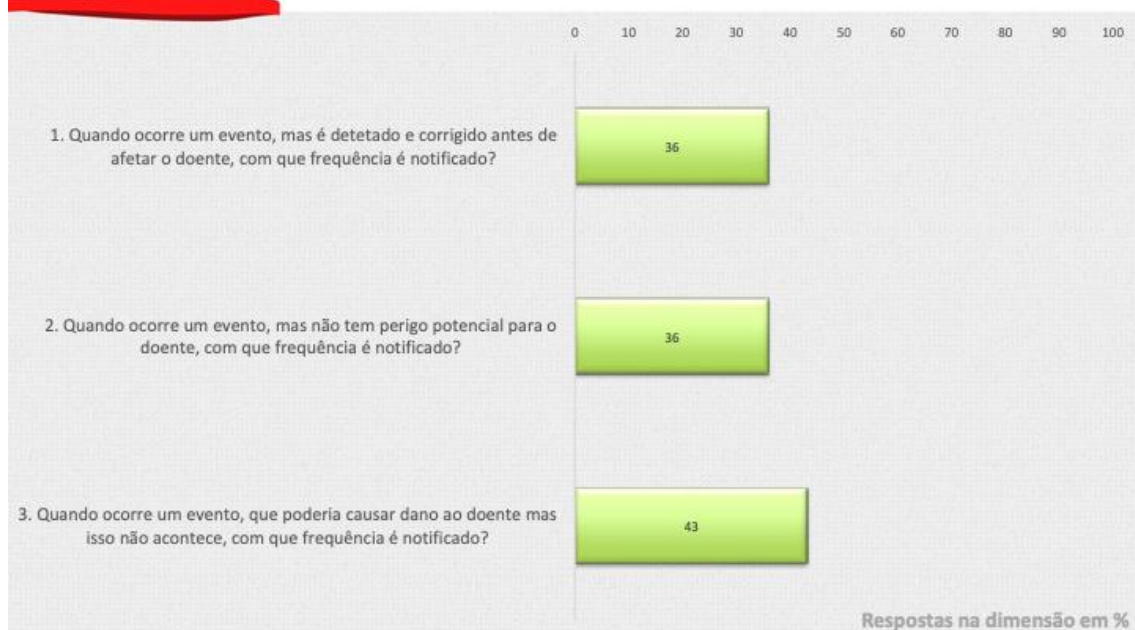 0 10 20 30 40 50 60 70 80 90 100
1. Quando ocorre um evento, mas é detetado e corrigido antes de
afetar o doente, com que frequência é notificado?
36
2. Quando ocorre um evento, mas não tem perigo potencial para o
doente, com que frequência é notificado?
36
3. Quando ocorre um evento, que poderia causar dano ao doente mas
isso não acontece, com que frequência é notificado?
43
Respostas na dimensão em %